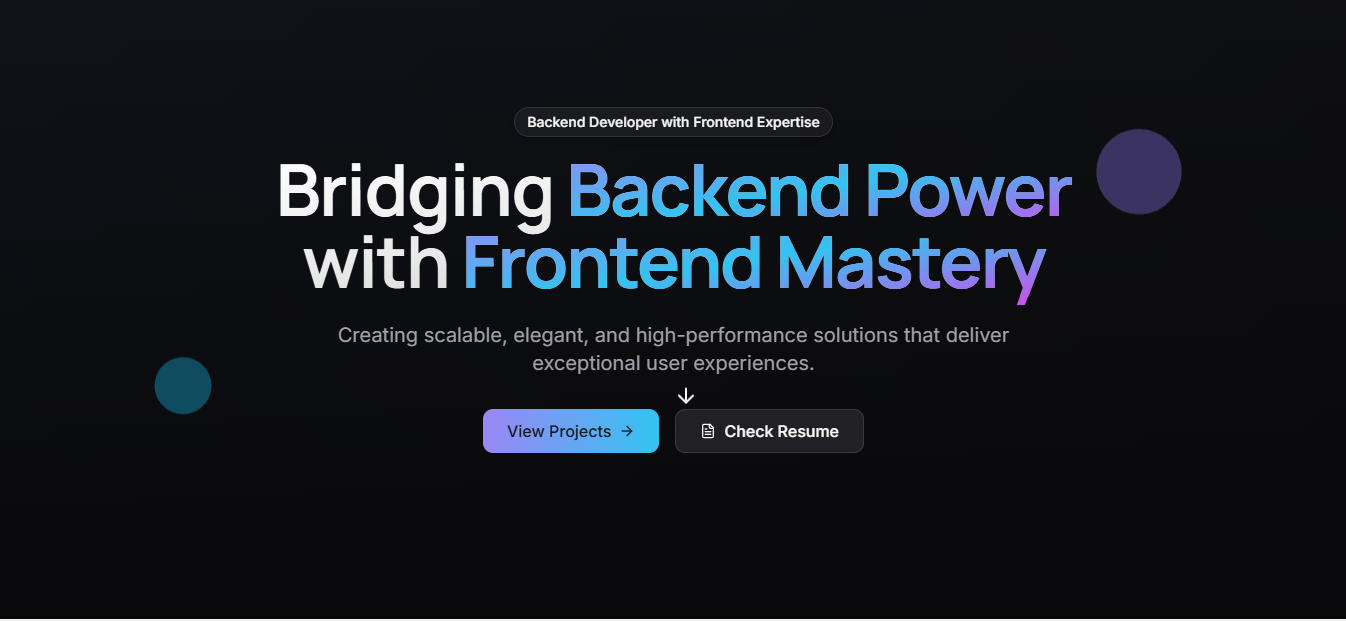 Backend Developer with Frontend Expertise
Bridging Backend Power
with Frontend Mastery
Creating scalable, elegant, and high-performance solutions that deliver
exceptional user experiences.
View Projects
Check Resume